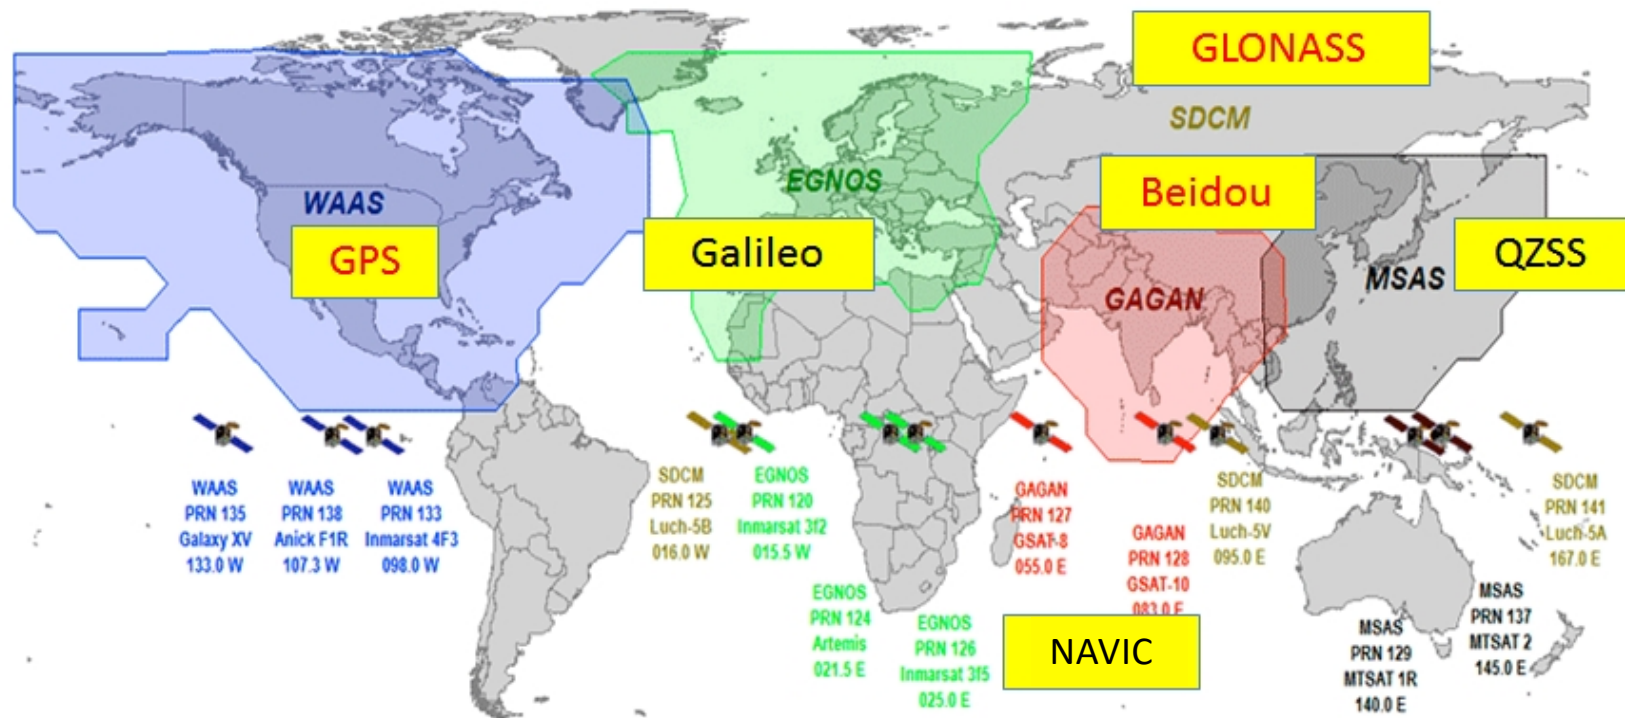 GLONASS
SDCM
EGNOS
Beidou
WAAS
GPS
Galileo
QZSS
MSAS
GAGAN
WAAS
PRN 135
Galaxy XV
133.0 W
WAAS
PRN 138
Anick F1R
107.3 W
WAAS
PRN 133
Inmarsat 4F3
098.0 W
SDCM
PRN 125
Luch-5B
016.0 W
EGNOS
PRN 120
Inmarsat 3f2
015.5 W
EGNOS
PRN 124
Artemis
021.5 E
EGNOS
PRN 126
Inmarsat 3f5
025.0 E
GAGAN
PRN 127
GSAT-8
055.0 E
GAGAN
PRN 128
GSAT-10
083.0 E
SDCM
PRN 140
Luch-5V
095.0 E
NAVIC
MSAS
PRN 129
MTSAT 1R
140.0 E
MSAS
PRN 137
MTSAT 2
145.0 E
SDCM
PRN 141
Luch-5A
167.0 E